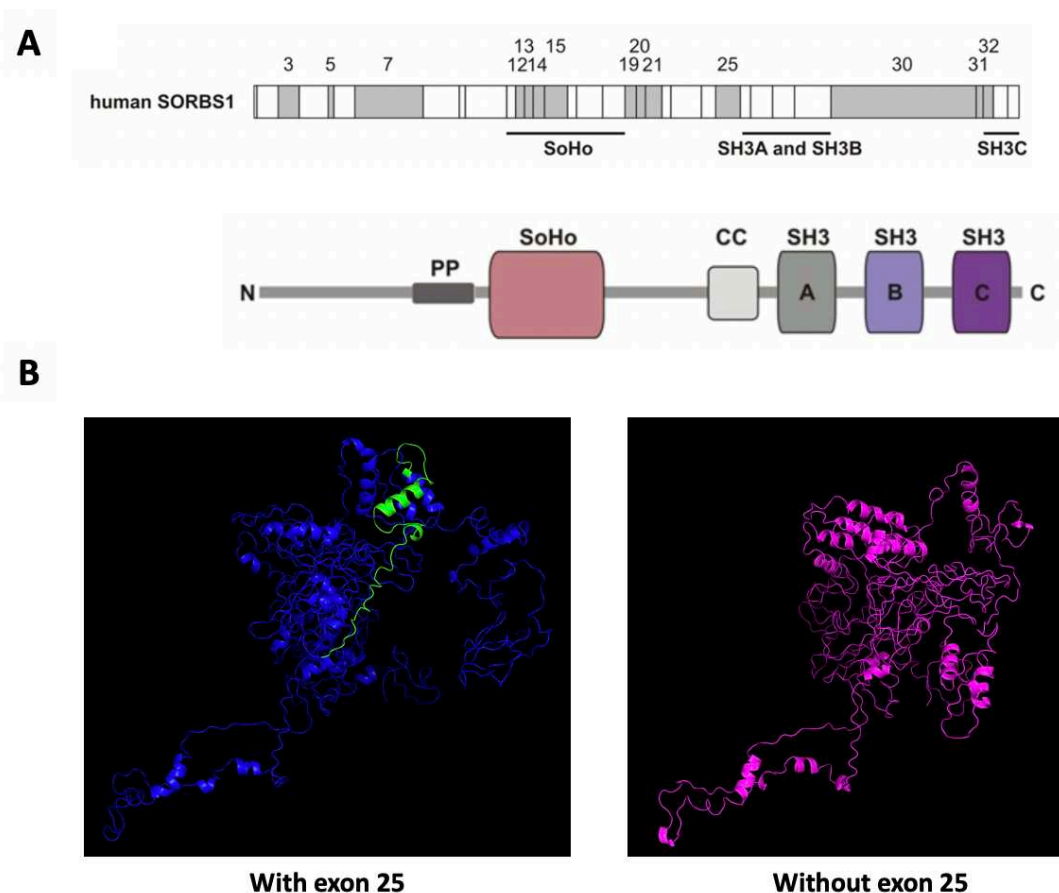 A
13 15 20 32
3 5 7 12 14 19 21 25 30 31
human SORBS1
SoHo SH3A and SH3B SH3C
SoHo CC SH3 SH3 SH3
PP
N A B C C
B
With exon 25 Without exon 25